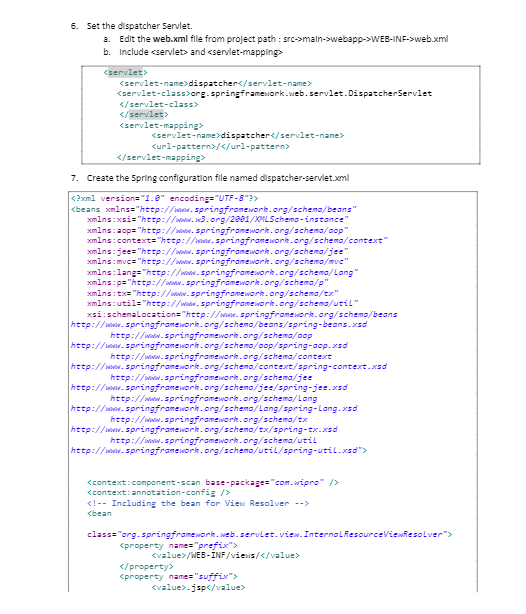 6. Set the dispatcher Servlet.
a. Edit the web.xml file from project path : src->main->webapp->WEB-INF->web.xml
b. Include <servlet> and <servlet-mapping>
<servlet>
<servlet-name>dispatcher</servlet-name>
<servlet-class>org.springframework.web.servlet.DispatcherServlet
</servlet-class>
</servlet>
<servlet-mapping>
<servlet-name>dispatcher</servlet-name>
<url-pattern>/</url-pattern>
</servlet-mapping>
7. Create the Spring configuration file named dispatcher-servlet.xml
<?xml version="1.0" encoding="UTF-8"?>
<beans xmlns="http://www.springframework.org/schema/beans"
xmlns:xsi="http://www.w3.org/2001/XMLSchema-instance"
xmlns:aop="http://www.springframework.org/schema/aop"
xmlns:context="http://www.springframework.org/schema/context"
xmlns:jee="http://www.springframework.org/schema/jee"
xmlns:mvc="http://www.springframework.org/schema/mvc"
xmlns:lang="http://www.springframework.org/schema/lang"
xmlns:p="http://www.springframework.org/schema/p"
xmlns:tx="http://www.springframework.org/schema/tx"
xmlns:util="http://www.springframework.org/schema/util"
xsi:schemaLocation="http://www.springframework.org/schema/beans
http://www.springframework.org/schema/beans/spring-beans.xsd
http://www.springframework.org/schema/aop
http://www.springframework.org/schema/aop/spring-aop.xsd
http://www.springframework.org/schema/context
http://www.springframework.org/schema/context/spring-context.xsd
http://www.springframework.org/schema/jee
http://www.springframework.org/schema/jee/spring-jee.xsd
http://www.springframework.org/schema/lang
http://www.springframework.org/schema/lang/spring-lang.xsd
http://www.springframework.org/schema/tx
http://www.springframework.org/schema/tx/spring-tx.xsd
http://www.springframework.org/schema/util
http://www.springframework.org/schema/util/spring-util.xsd">
<context:component-scan base-package="com.wipro" />
<context:annotation-config />
<!-- Including the bean for View Resolver -->
<bean
class="org.springframework.web.servlet.view.InternalResourceViewResolver">
<property name="prefix">
<value>/WEB-INF/views/</value>
</property>
<property name="suffix">
<value>.jsp</value>